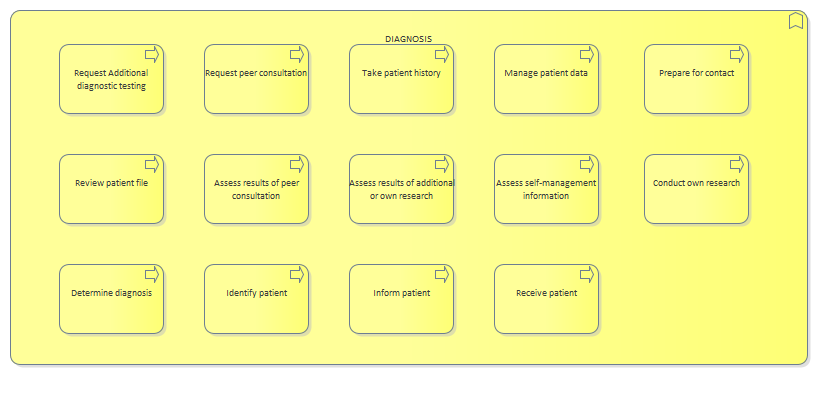 DIAGNOSIS
Request Additional
diagnostic testing
Request peer consultation
Take patient history
Manage patient data
Prepare for contact
Review patient file
Assess results of peer
consultation
Assess results of additional
or own research
Assess self-management
information
Conduct own research
Determine diagnosis
Identify patient
Inform patient
Receive patient